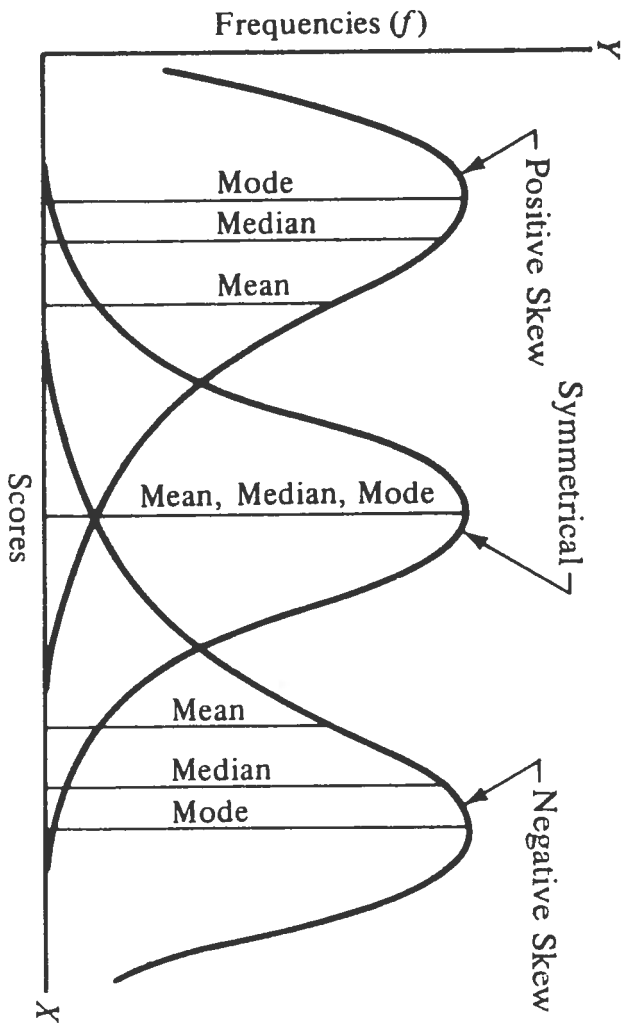 Frequencies (f)
Y
Positive Skew
Mode
Median
Mean
Symmetrical
Mean, Median, Mode
Scores
Mean
Median
Mode
Negative Skew
X